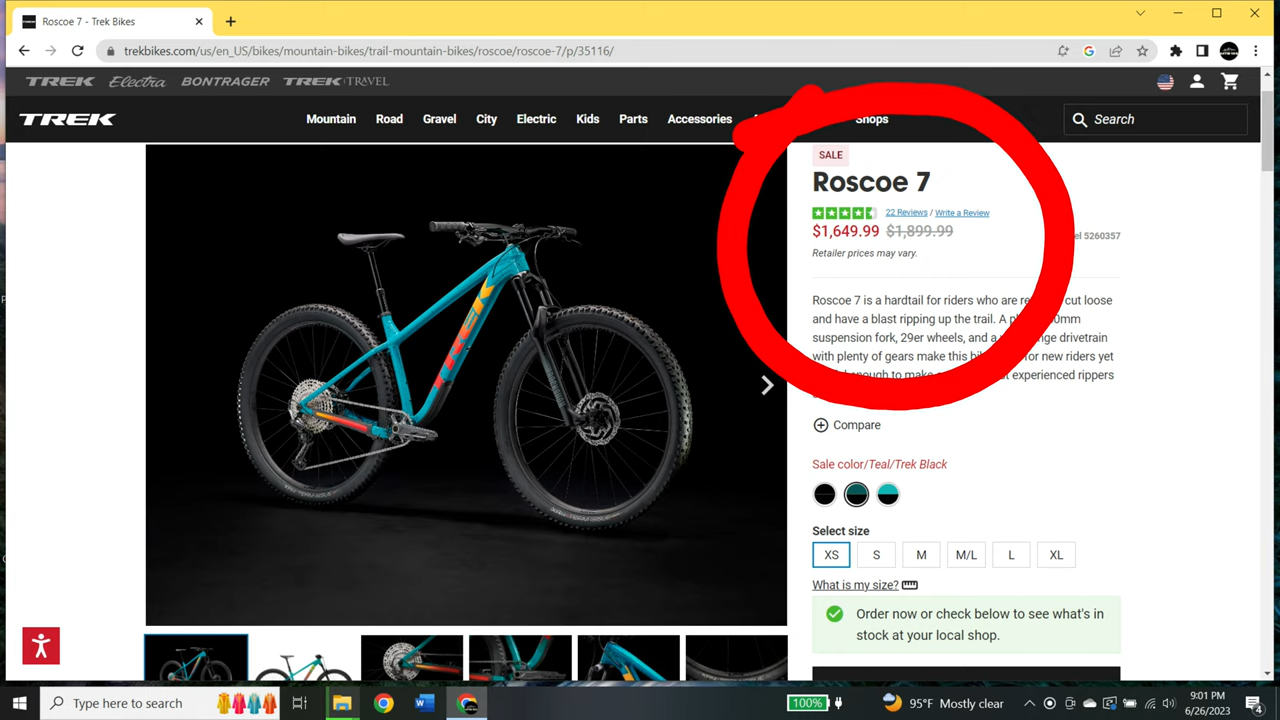 Roscoe 7 - Trek Bikes
trekbikes.com/us/en_US/bikes/mountain-bikes/trail-mountain-bikes/roscoe/roscoe-7/p/35116/
TREK Electra BONTRAGER TREK TRAVEL
TREK Mountain Road Gravel City Electric Kids Parts Accessories Shops Search
SALE
Roscoe 7
22 Reviews / Write a Review
$1,649.99 $1,899.99
5260357
Retailer prices may vary.
Roscoe 7 is a hardtail for riders who are cut loose
and have a blast ripping up the trail. A
suspension fork, 29er wheels, and a drivetrain
with plenty of gears make this for new riders yet
enough to make experienced rippers
Compare
Sale color/Teal/Trek Black
Select size
XS S M M/L L XL
What is my size?
Order now or check below to see what's in
stock at your local shop.
TREK
Type here to search
100%
95°F Mostly clear
9:01 PM
6/26/2023
4